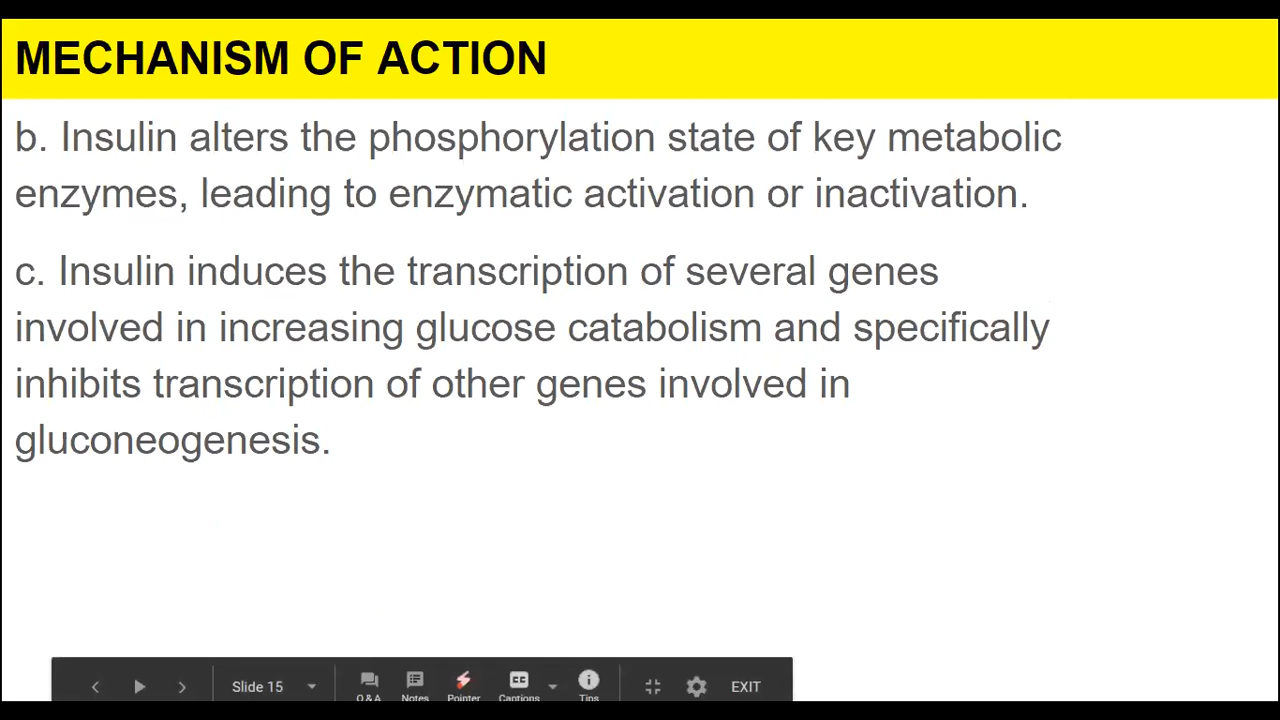 MECHANISM OF ACTION
b. Insulin alters the phosphorylation state of key metabolic
enzymes, leading to enzymatic activation or inactivation.
c. Insulin induces the transcription of several genes
involved in increasing glucose catabolism and specifically
inhibits transcription of other genes involved in
gluconeogenesis.
Slide 15
Q & A
Notes
Pointer
CC
Captions
Tips
EXIT